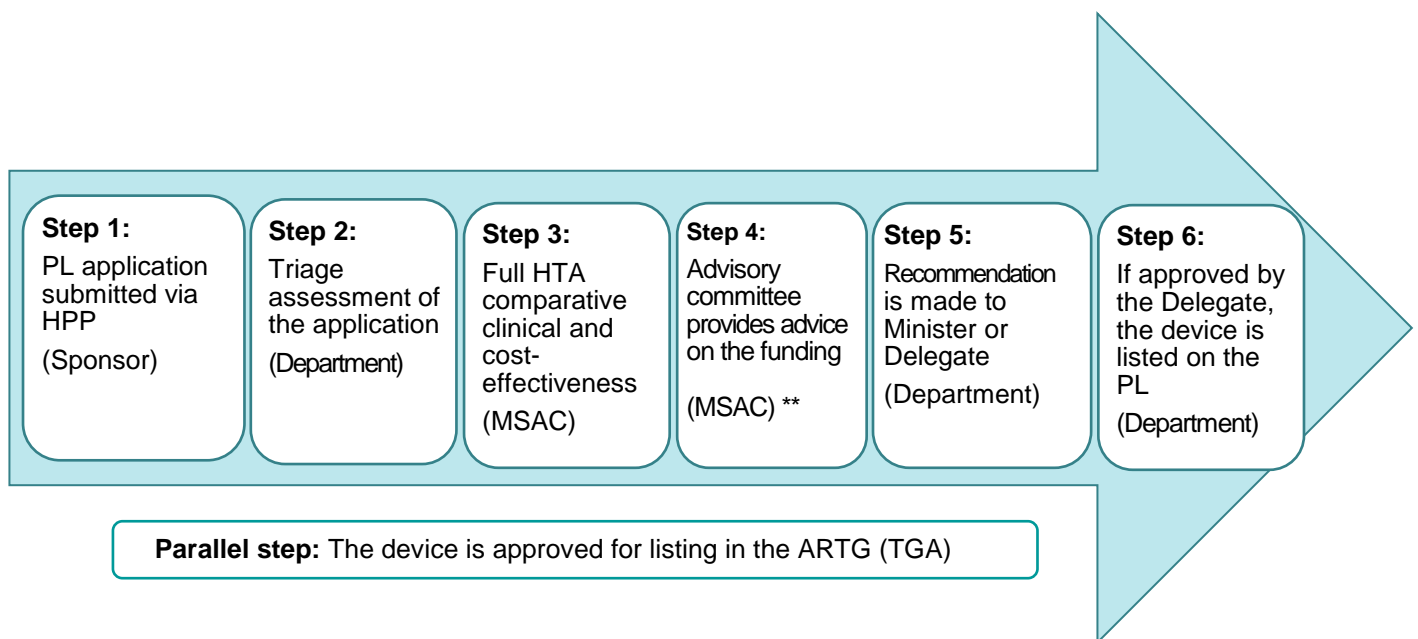 Step 1:
PL application
submitted via
HPP
(Sponsor)
Step 2:
Triage
assessment of
the application
(Department)
Step 3:
Full HTA
comparative
clinical and
cost-
effectiveness
(MSAC)
Step 4:
Advisory
committee
provides advice
on the funding
(MSAC) **
Step 5:
Recommendation
is made to
Minister or
Delegate
(Department)
Step 6:
If approved by
the Delegate,
the device is
listed on the
PL
(Department)
Parallel step: The device is approved for listing in the ARTG (TGA)